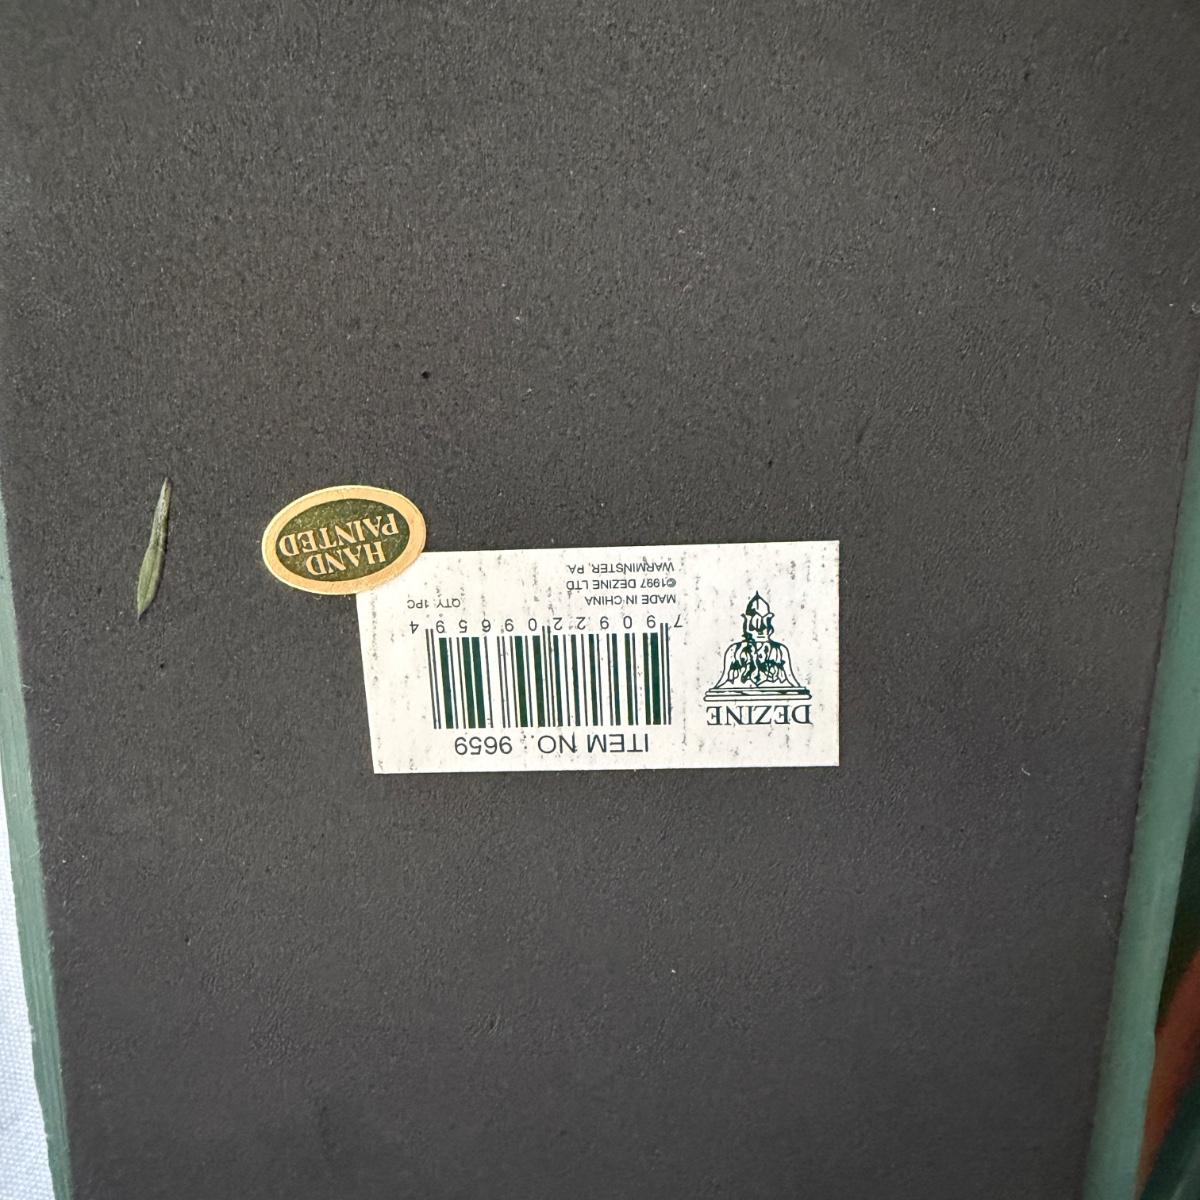 ITEM NO.: 9659
DEZINE
7 90922 09659 4
MADE IN CHINA QTY: 1PC
©1997 DEZINE LTD
WARMINSTER, PA
HAND
PAINTED